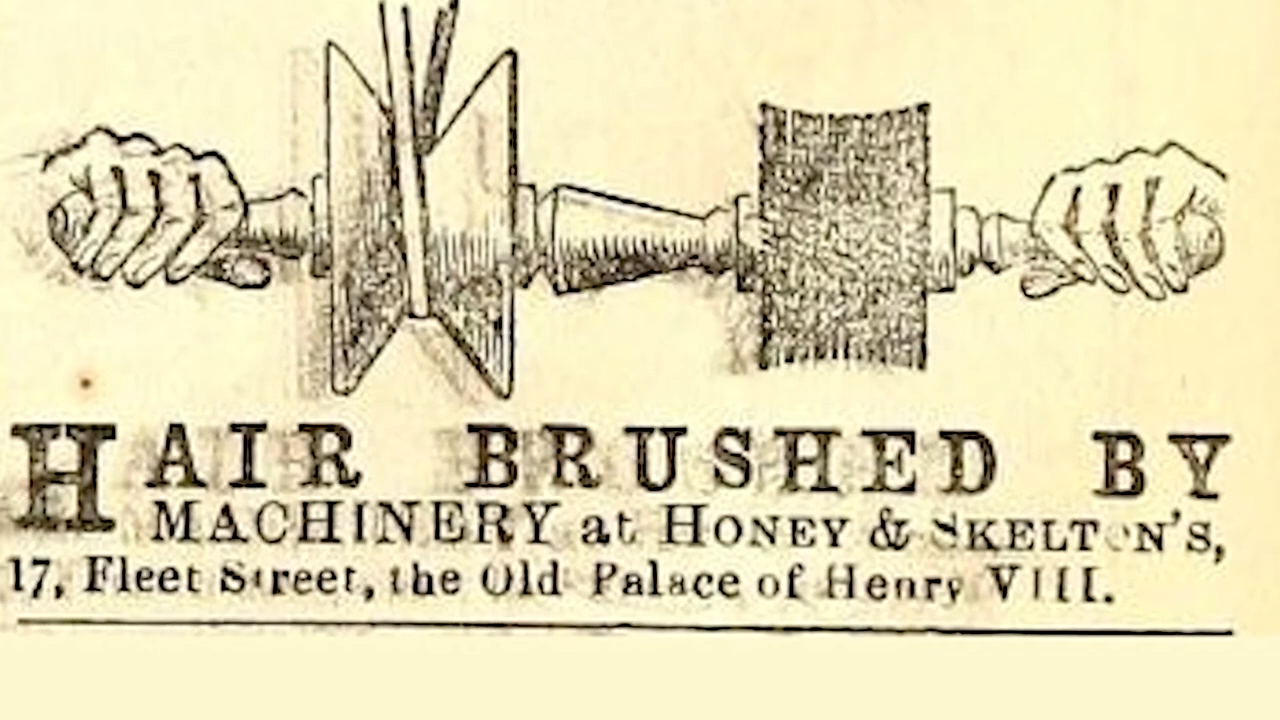 HAIR BRUSHED BY
MACHINERY at HONEY & SKELTON'S,
17, Fleet Street, the Old Palace of Henry VIII.